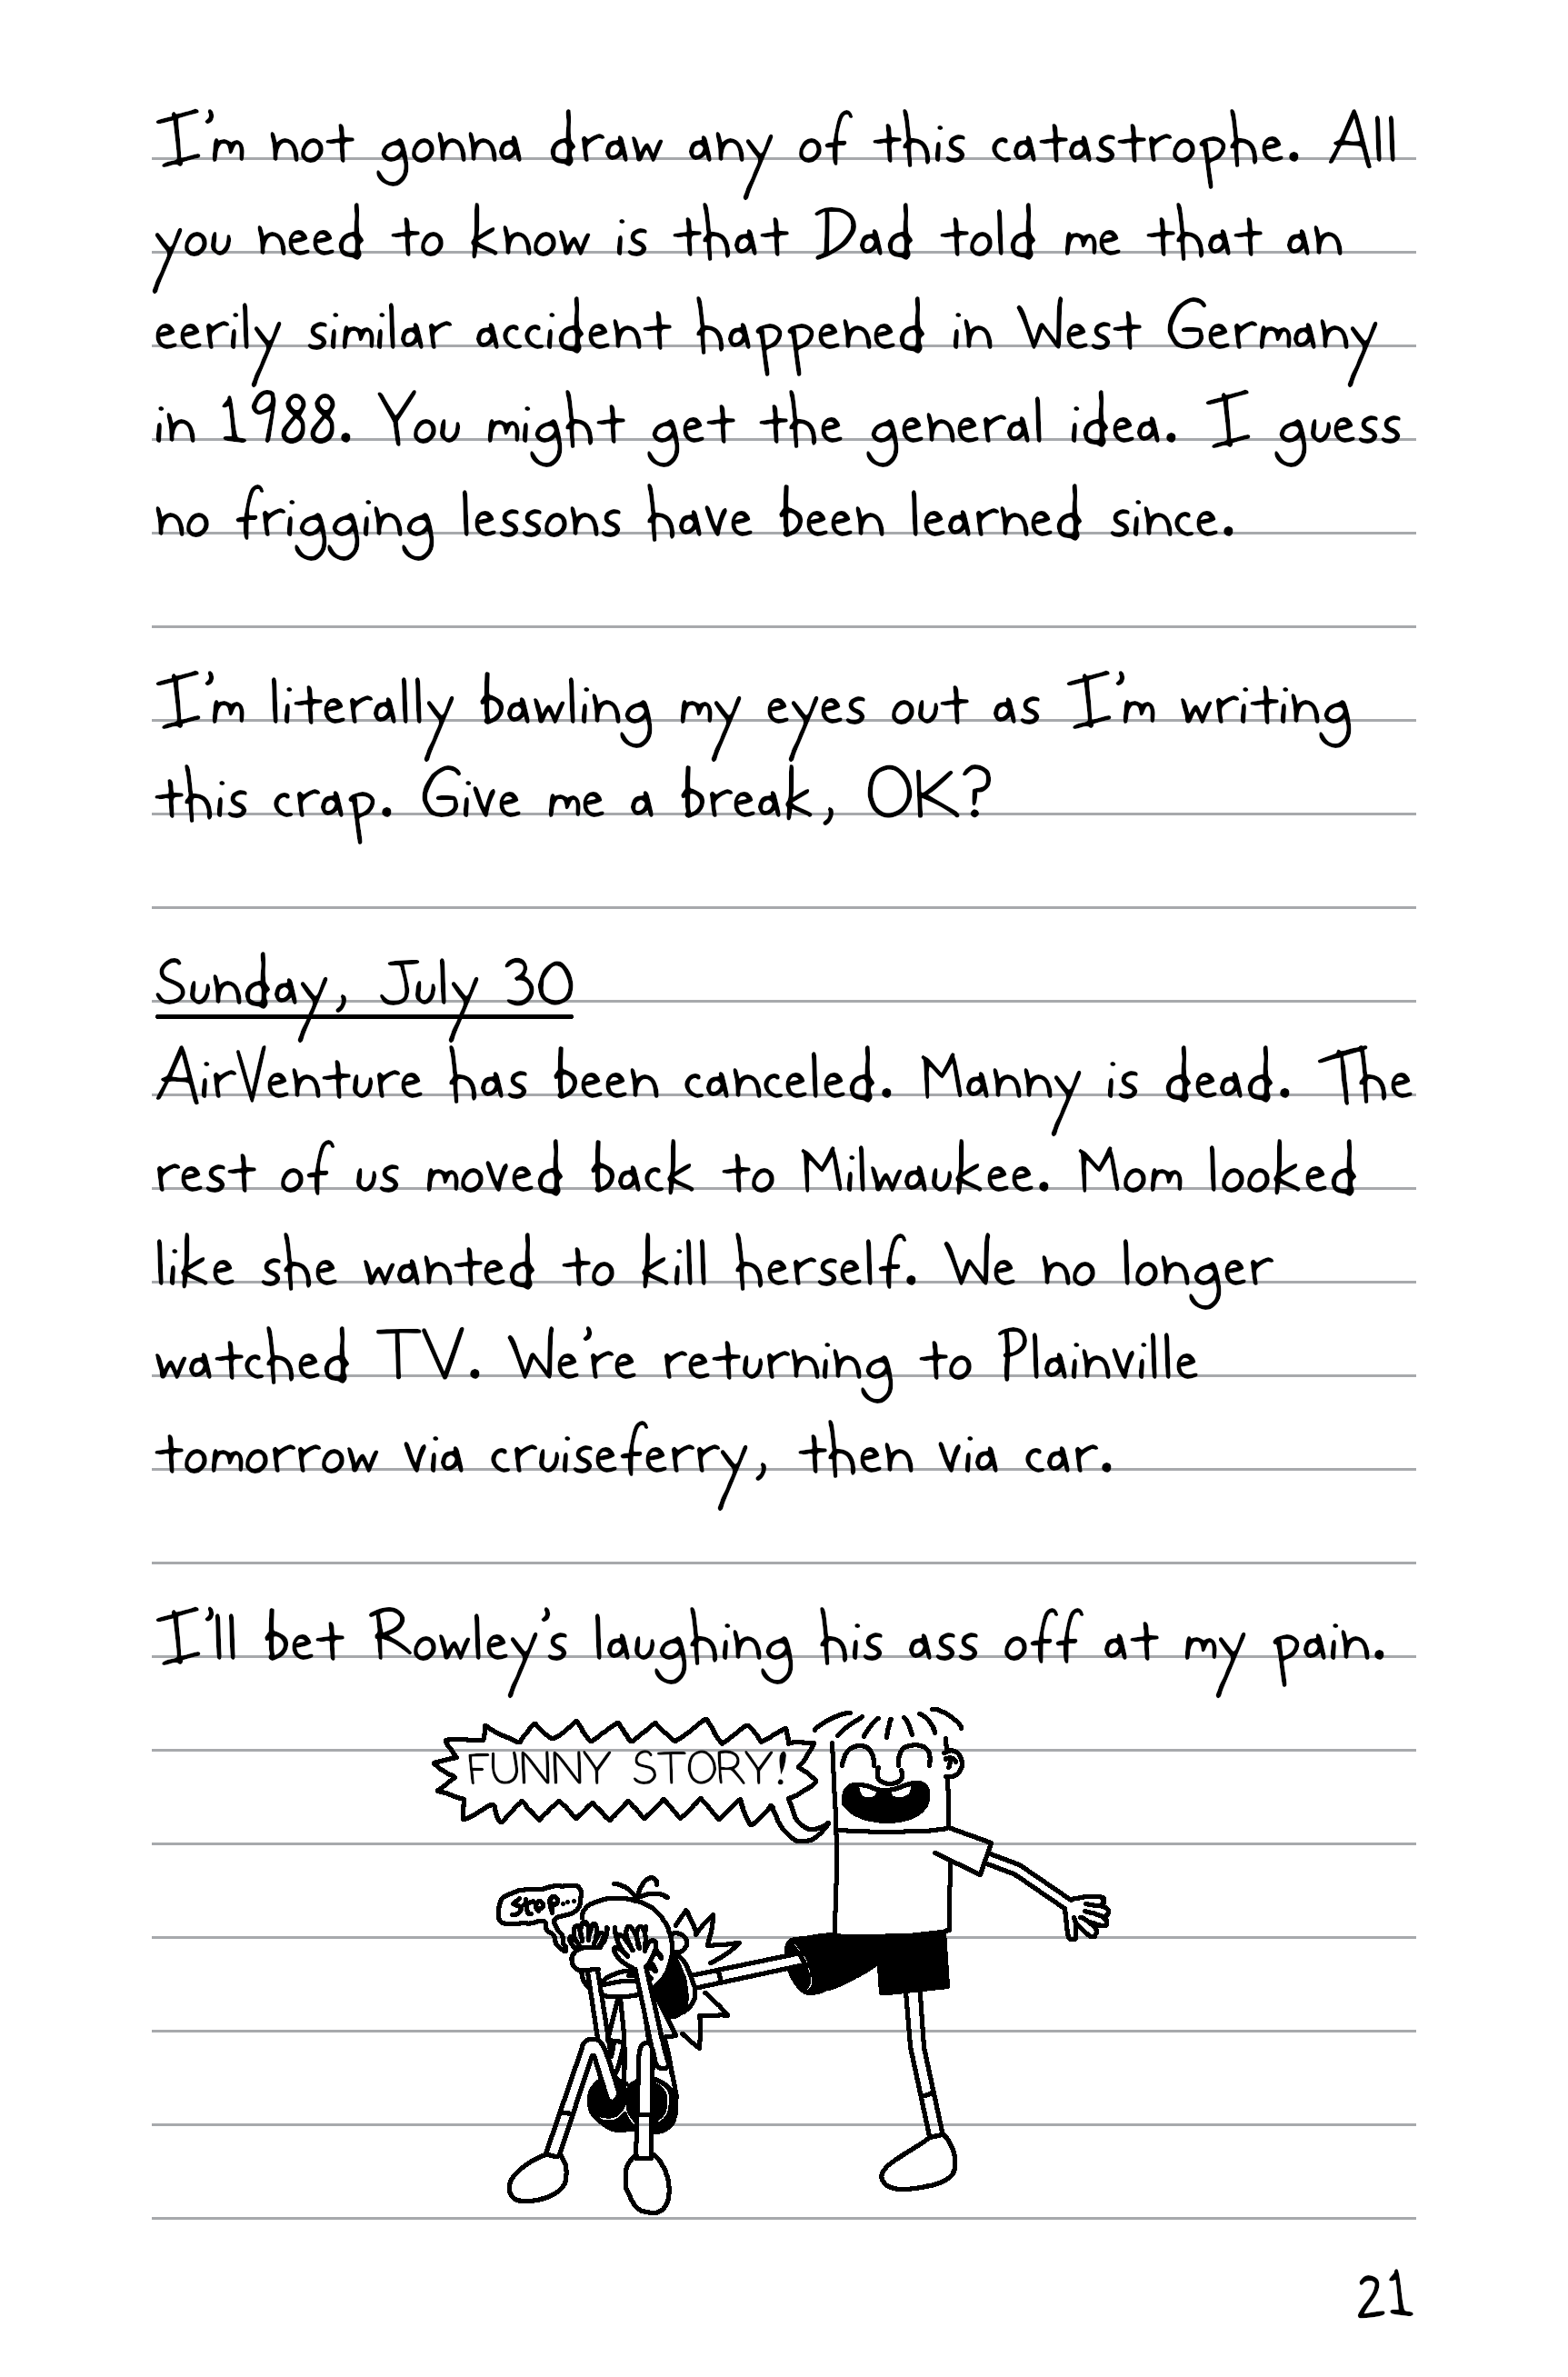 I'm not gonna draw any of this catastrophe. All
you need to know is that Dad told me that an
eerily similar accident happened in West Germany
in 1988. You might get the general idea. I guess
no frigging lessons have been learned since.
I'm literally bawling my eyes out as I'm writing
this crap. Give me a break, OK?
Sunday, July 30
AirVenture has been canceled. Manny is dead. The
rest of us moved back to Milwaukee. Mom looked
like she wanted to kill herself. We no longer
watched TV. We're returning to Plainville
tomorrow via cruiseferry, then via car.
I'll bet Rowley's laughing his ass off at my pain.
FUNNY STORY!
stop...
21